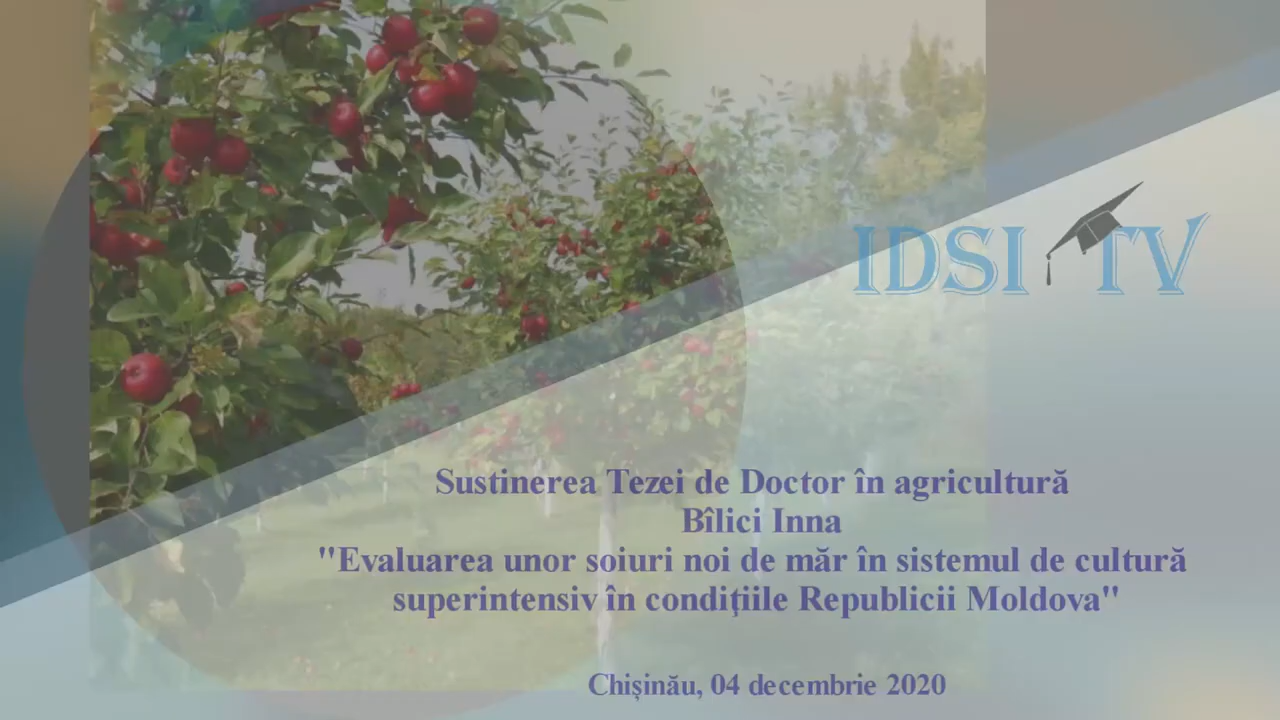 IDSI TV
Sustinerea Tezei de Doctor în agricultură
Bîlici Inna
"Evaluarea unor soiuri noi de măr în sistemul de cultură
superintensiv în condițiile Republicii Moldova"
Chișinău, 04 decembrie 2020